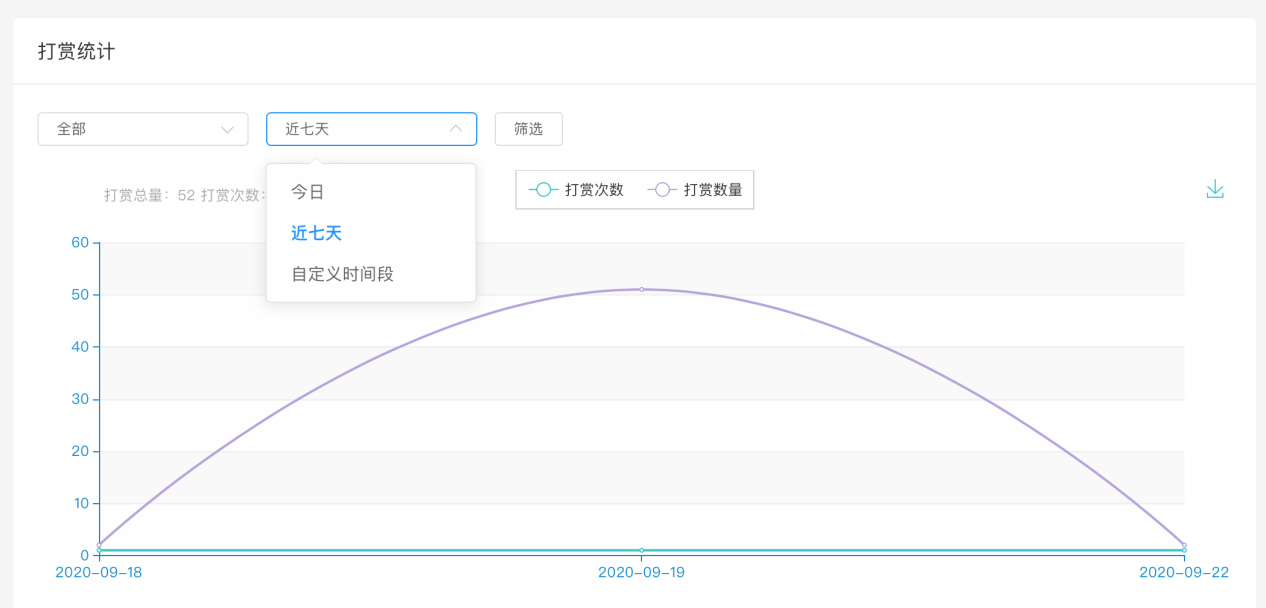 打赏统计
全部
近七天
筛选
今日
近七天
自定义时间段
打赏总量：52 打赏次数：
打赏次数
打赏数量
60
50
40
30
20
10
0
2020-09-18
2020-09-19
2020-09-22